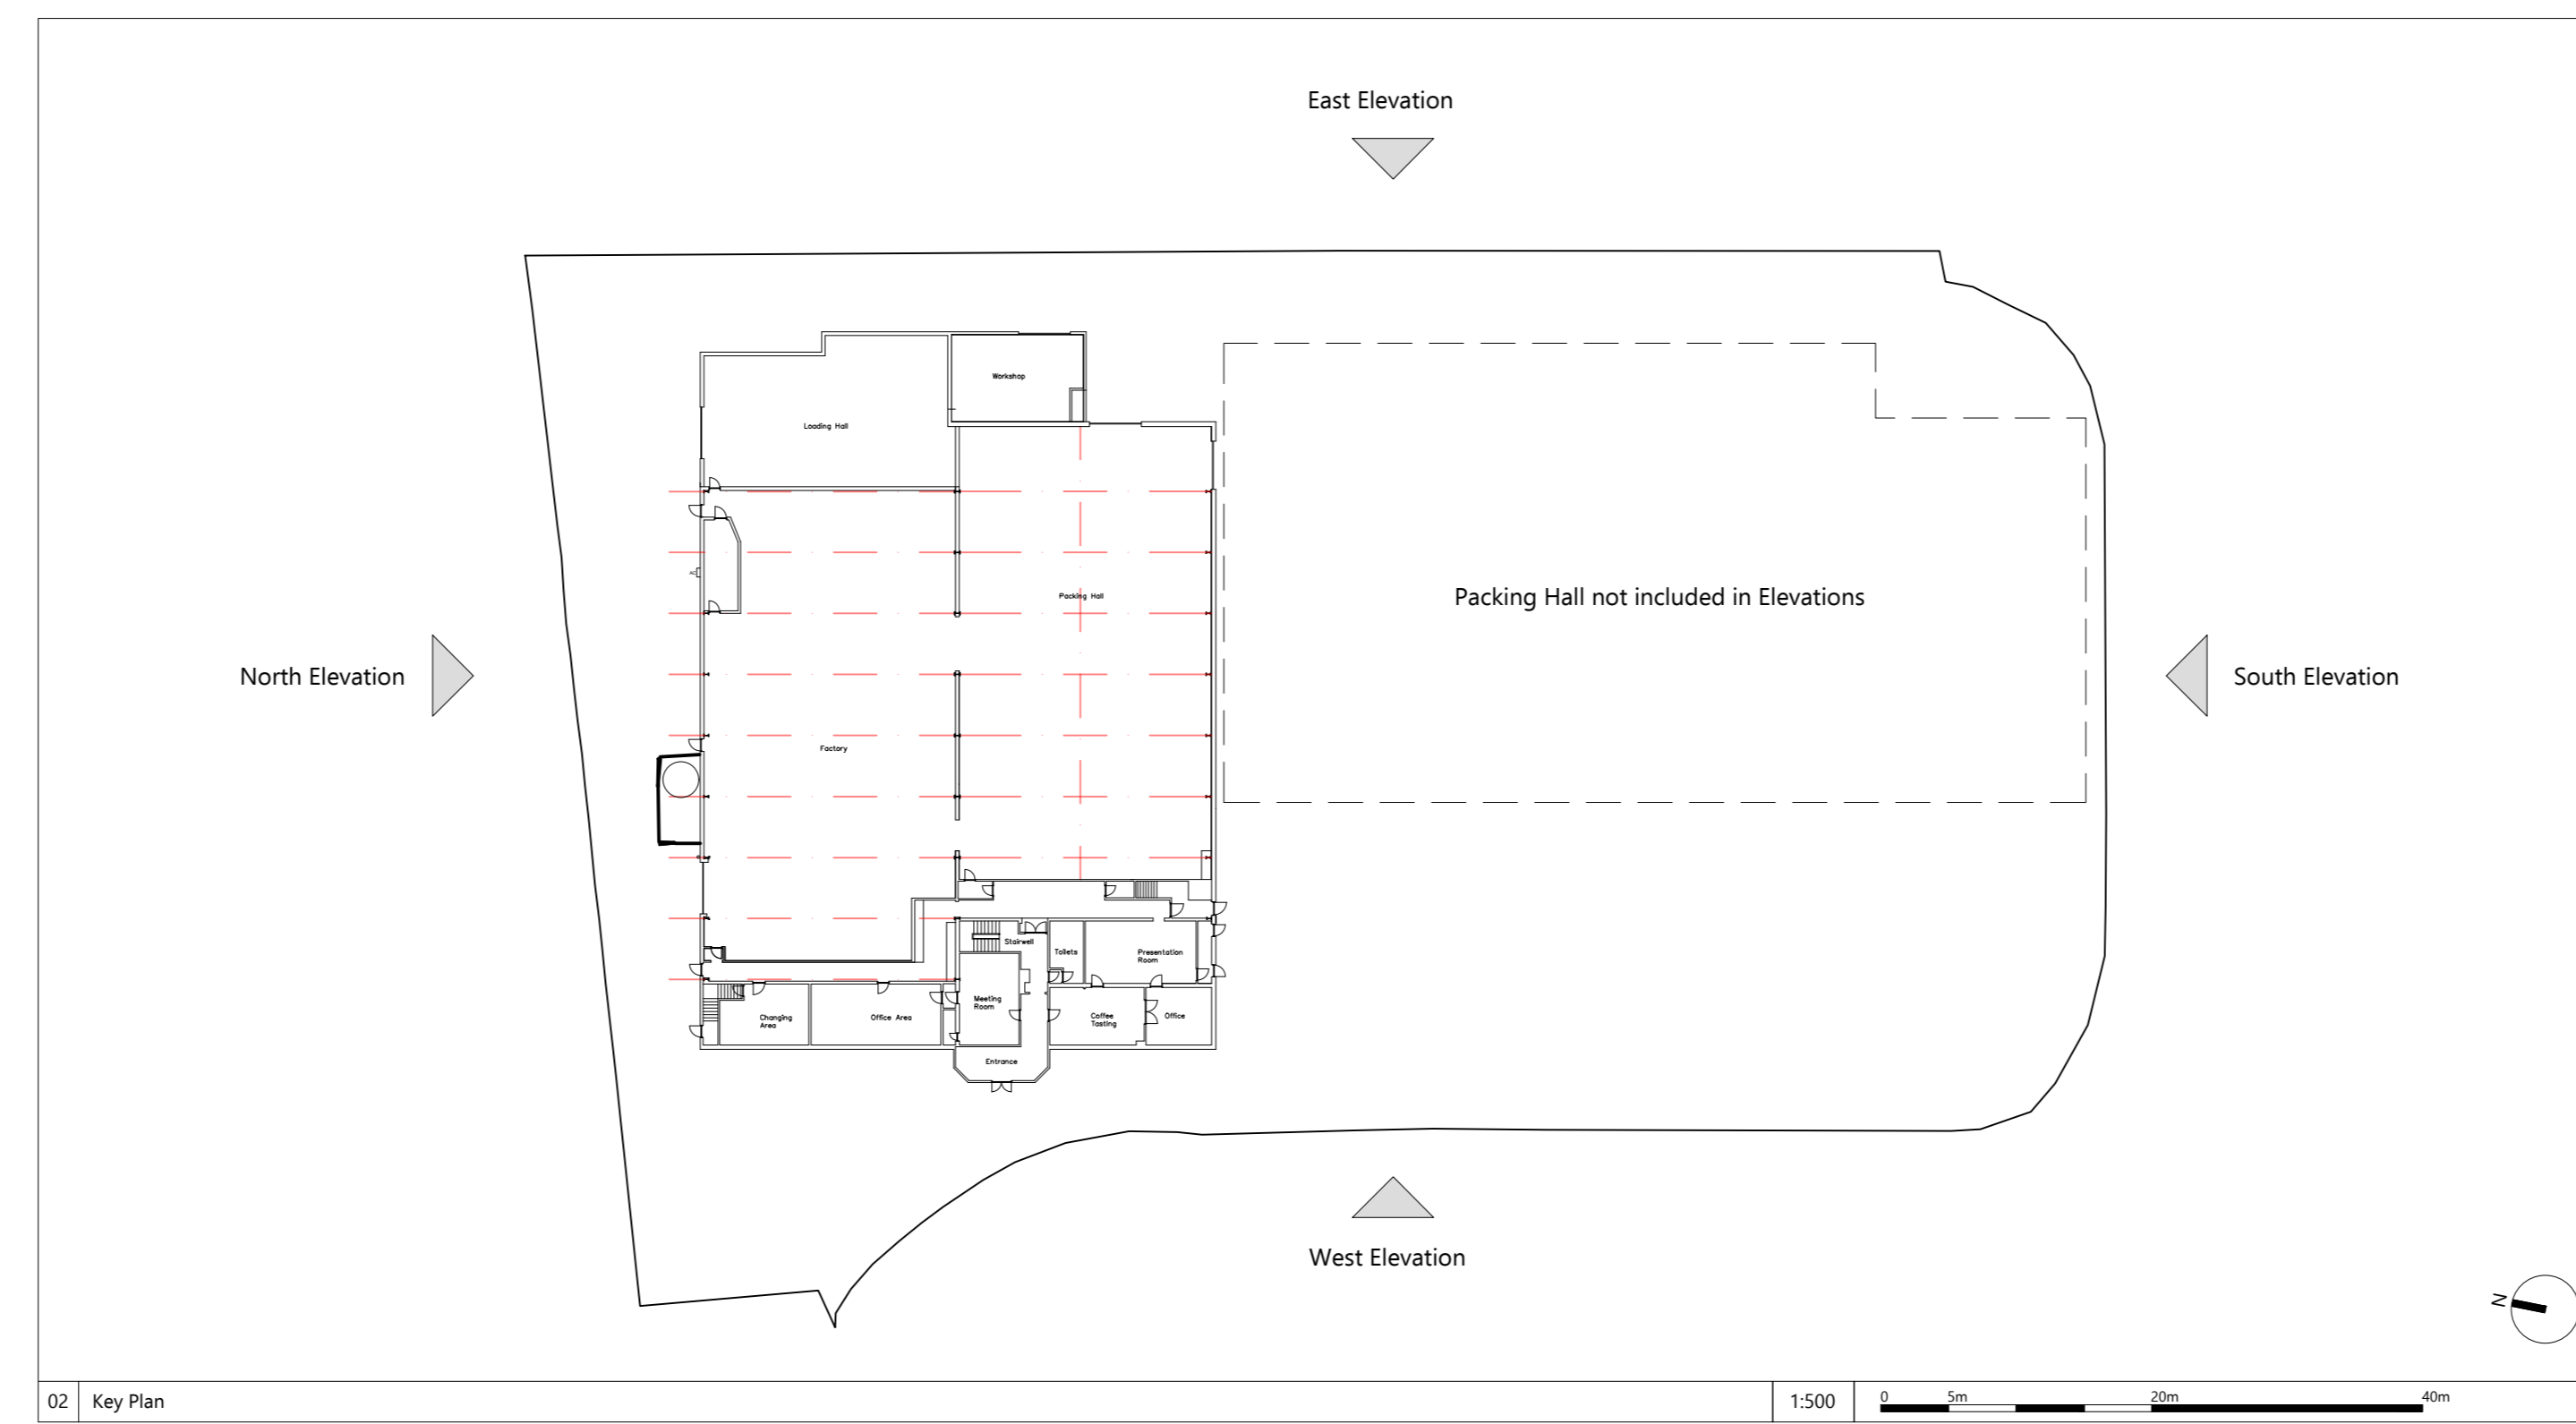 East Elevation
Workshop
Loading Hall
Packing Hall
Packing Hall not included in Elevations
North Elevation
South Elevation
Factory
Stairwell
Toilets
Presentation
Room
Meeting
Room
Changing
Area
Office Area
Coffee
Tasting
Office
Entrance
West Elevation
N
02
Key Plan
1:500
0
5m
20m
40m